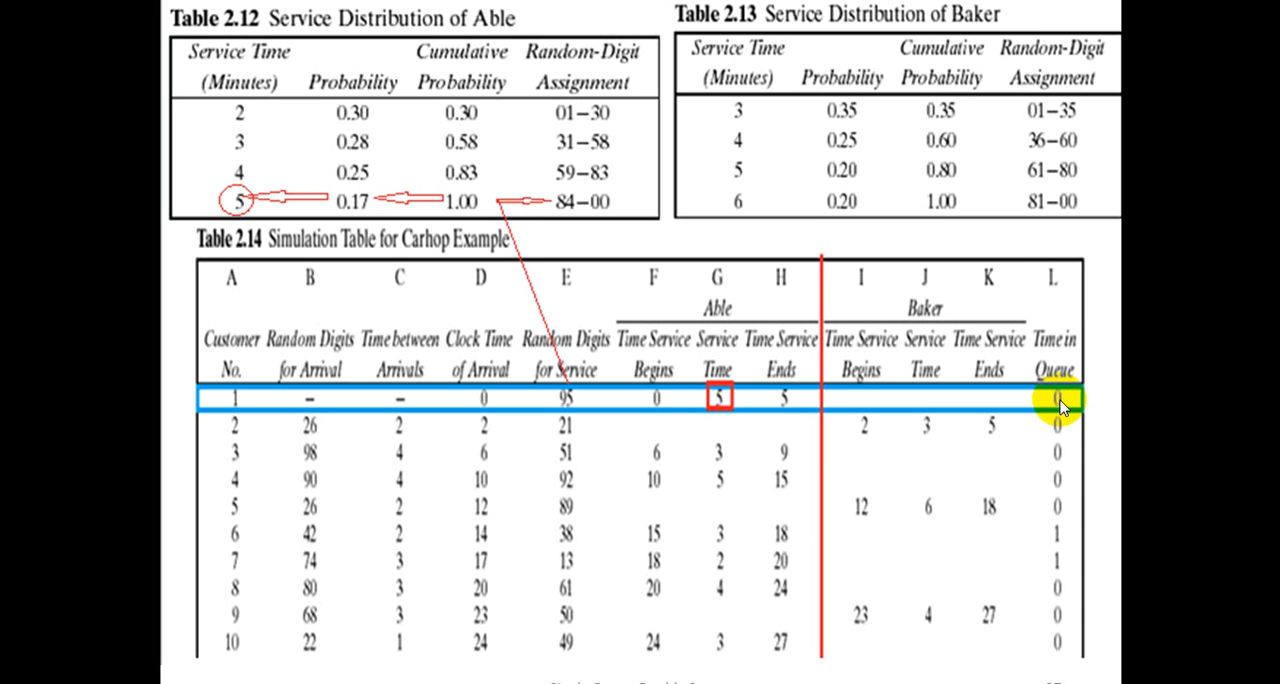 Table 2.12 Service Distribution of Able
Service Time Cumulative Random-Digit
(Minutes) Probability Probability Assignment
2 0.30 0.30 01–30
3 0.28 0.58 31–58
4 0.25 0.83 59–83
5 0.17 1.00 84–00
Table 2.13 Service Distribution of Baker
Service Time Cumulative Random-Digit
(Minutes) Probability Probability Assignment
3 0.35 0.35 01–35
4 0.25 0.60 36–60
5 0.20 0.80 61–80
6 0.20 1.00 81–00
Table 2.14 Simulation Table for Carhop Example
A B C D E F G H I J K L
Able Baker
Customer Random Digits Time between Clock Time Random Digits Time Service Service Time Service Time Service Service Time Service Time in
No. for Arrival Arrivals of Arrival for Service Begins Time Ends Begins Time Ends Queue
1 – – 0 95 0 5 5 0
2 26 2 2 21 2 3 5 0
3 98 4 6 51 6 3 9 0
4 90 4 10 92 10 5 15 0
5 26 2 12 89 12 6 18 0
6 42 2 14 38 15 3 18 1
7 74 3 17 13 18 2 20 1
8 80 3 20 61 20 4 24 0
9 68 3 23 50 23 4 27 0
10 22 1 24 49 24 3 27 0